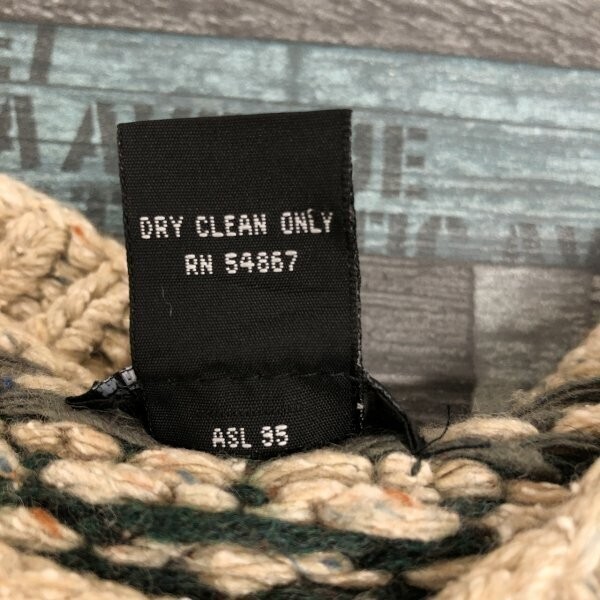 DRY CLEAN ONLY
RN 54867
ASL 95